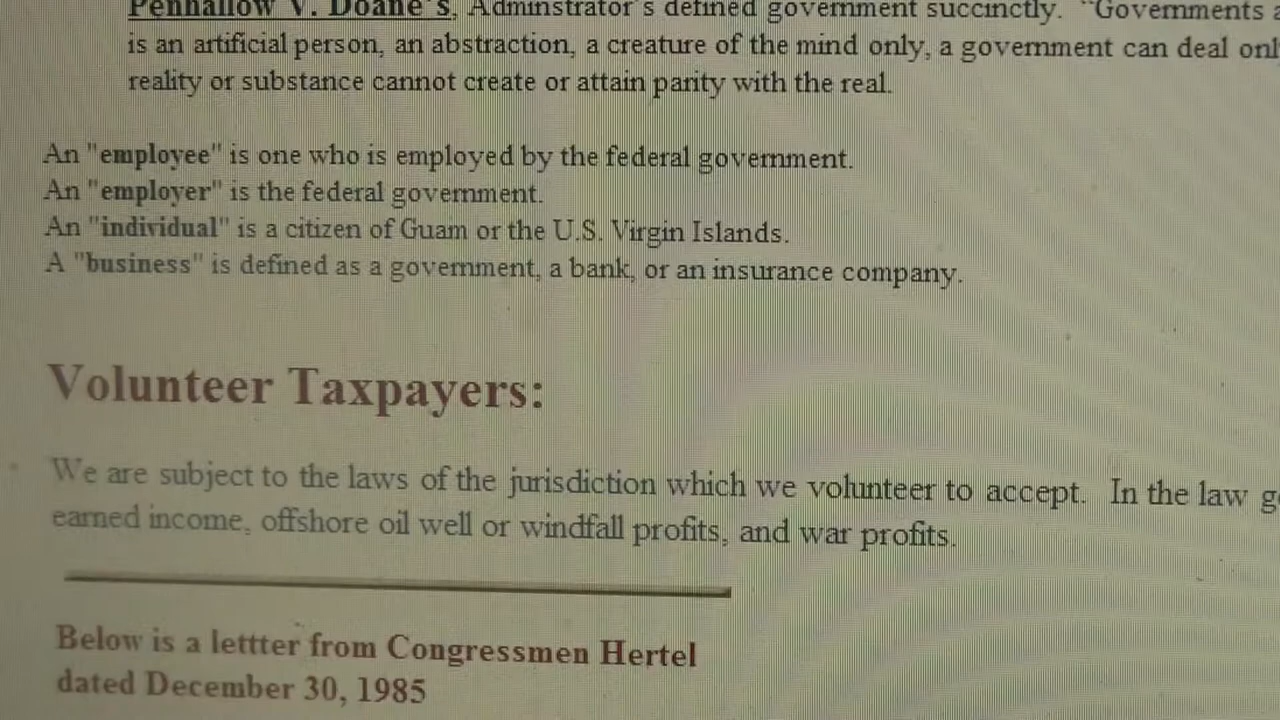 Penhallow V. Doane's, Adminstrator's defined government succinctly. "Governments a
is an artificial person, an abstraction, a creature of the mind only, a government can deal onl
reality or substance cannot create or attain parity with the real.
An "employee" is one who is employed by the federal government.
An "employer" is the federal government.
An "individual" is a citizen of Guam or the U.S. Virgin Islands.
A "business" is defined as a government, a bank, or an insurance company.
Volunteer Taxpayers:
We are subject to the laws of the jurisdiction which we volunteer to accept. In the law g
earned income, offshore oil well or windfall profits, and war profits.
Below is a lettter from Congressmen Hertel
dated December 30, 1985